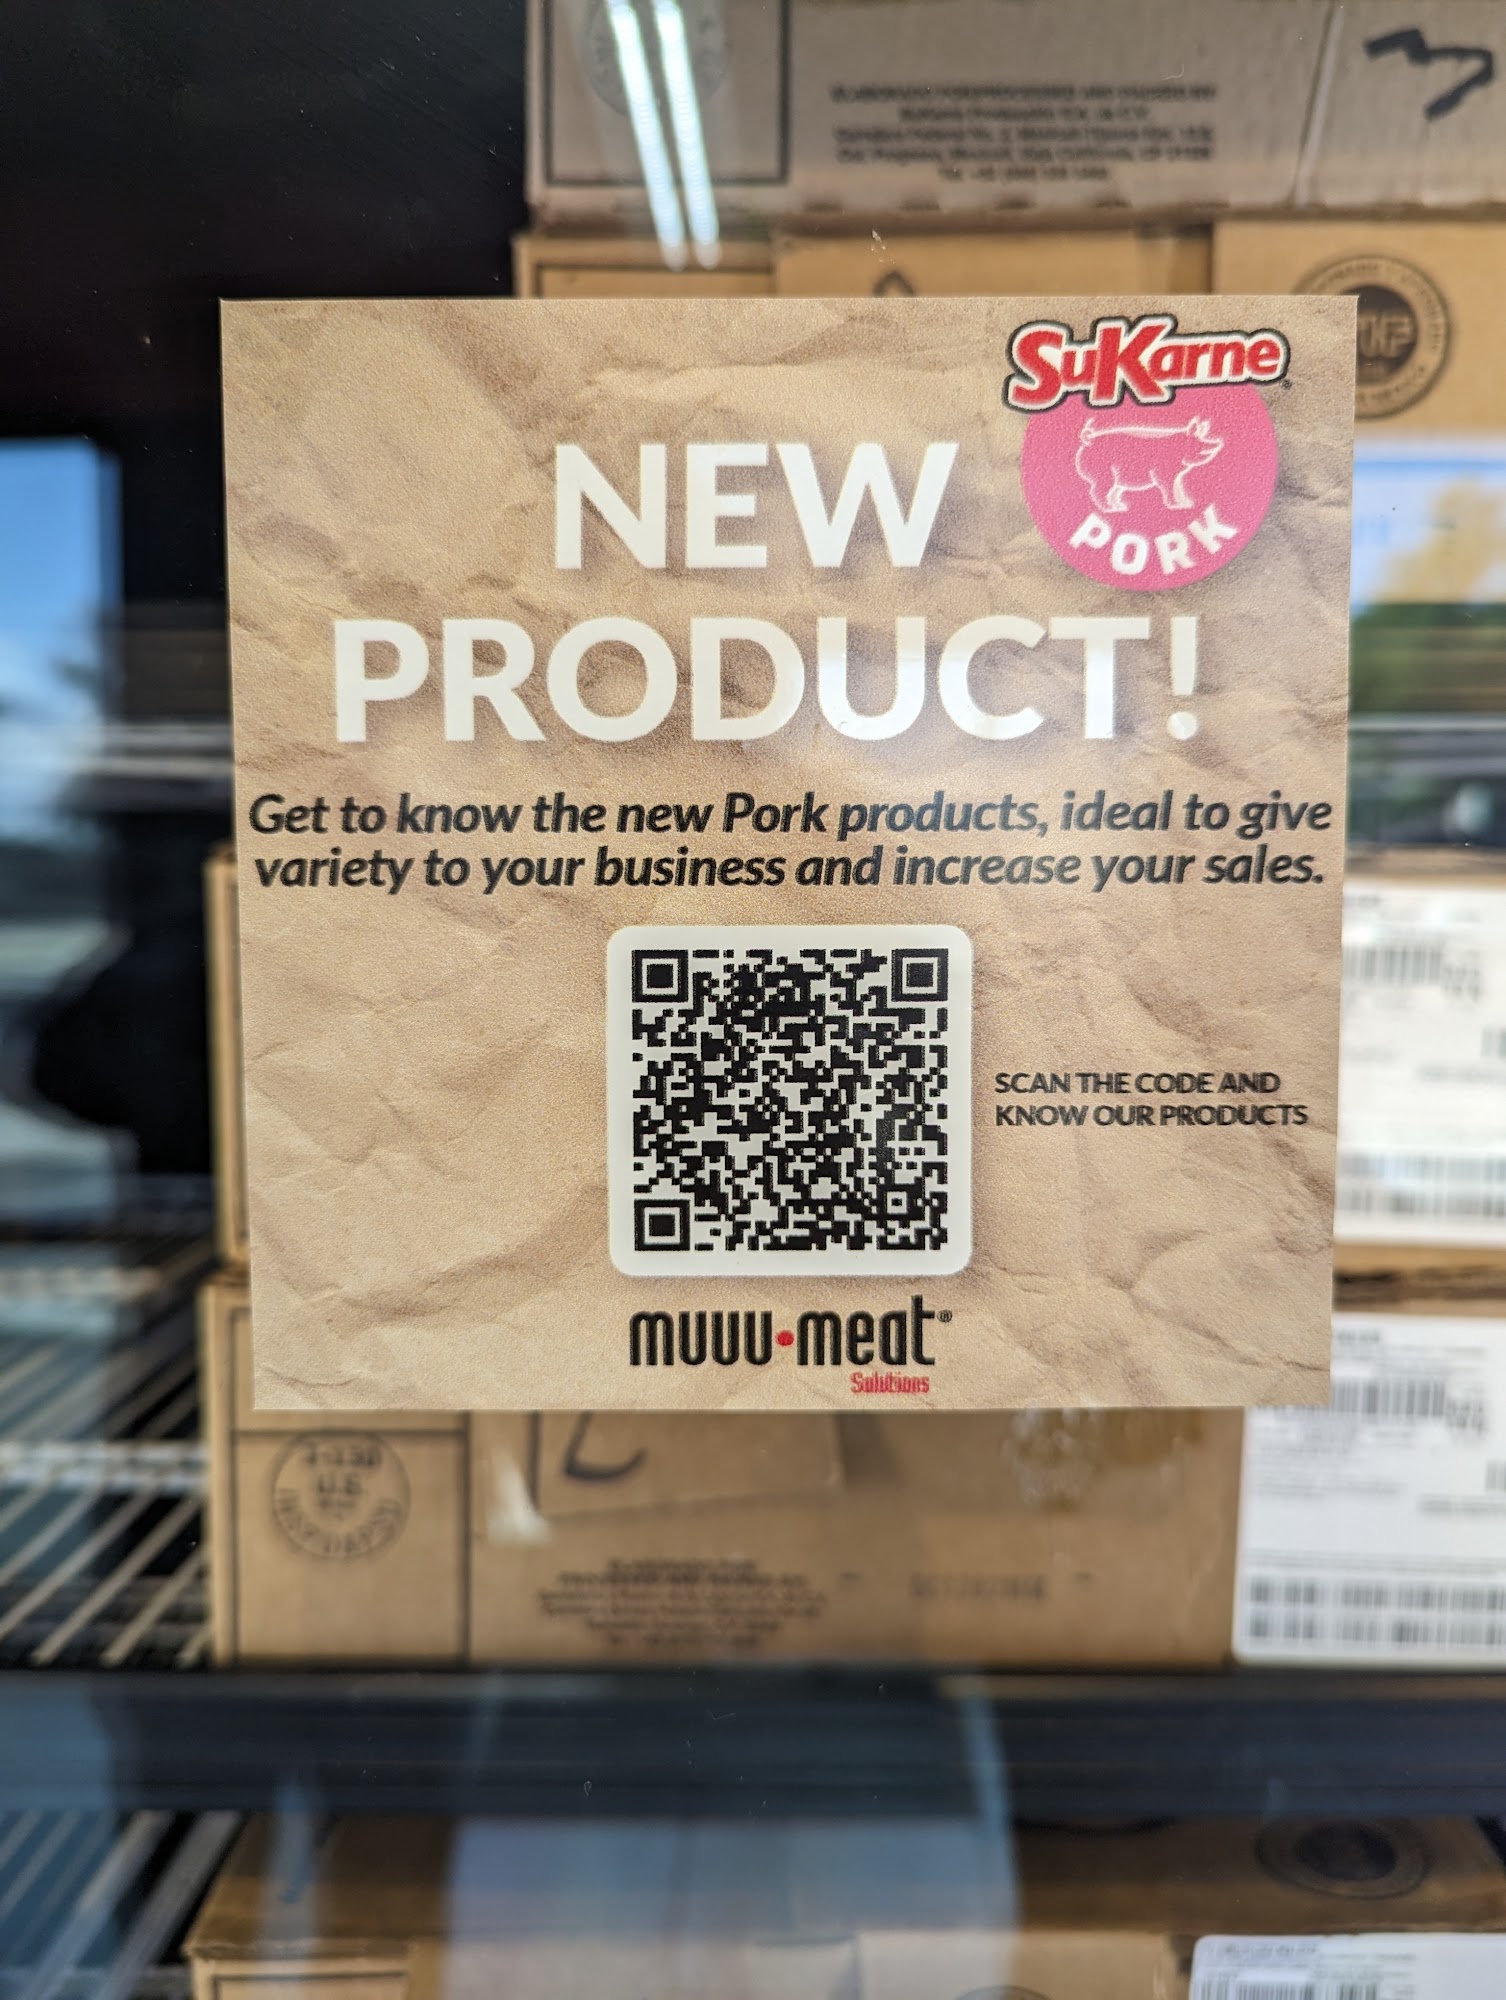 SuKarne
PORK
NEW
PRODUCT!
Get to know the new Pork products, ideal to give
variety to your business and increase your sales.
SCAN THE CODE AND
KNOW OUR PRODUCTS
muuu•meat®
Solutions
U.S.